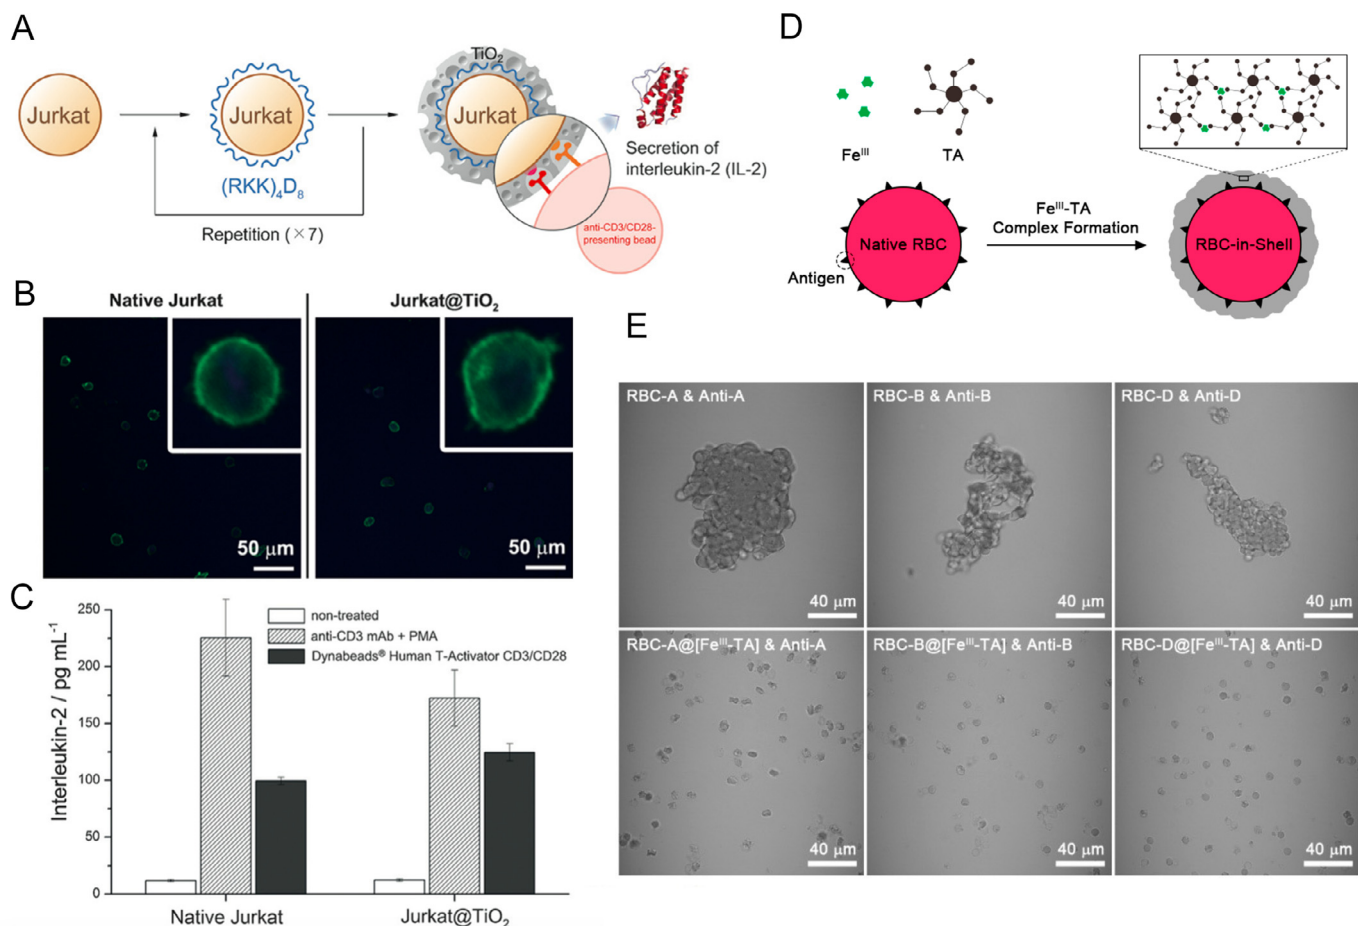 A
Jurkat
Jurkat
(RKK)₄D₈
Repetition (×7)
TiO₂
Jurkat
Secretion of
interleukin-2 (IL-2)
anti-CD3/CD28-
presenting bead
B
Native Jurkat
Jurkat@TiO₂
50 μm
50 μm
C
Interleukin-2 / pg mL⁻¹
250
200
150
100
50
0
non-treated
anti-CD3 mAb + PMA
Dynabeads® Human T-Activator CD3/CD28
Native Jurkat
Jurkat@TiO₂
D
Feᴵᴵᴵ
TA
Native RBC
Antigen
Feᴵᴵᴵ-TA
Complex Formation
RBC-in-Shell
E
RBC-A & Anti-A
40 μm
RBC-B & Anti-B
40 μm
RBC-D & Anti-D
40 μm
RBC-A@[Feᴵᴵᴵ-TA] & Anti-A
40 μm
RBC-B@[Feᴵᴵᴵ-TA] & Anti-B
40 μm
RBC-D@[Feᴵᴵᴵ-TA] & Anti-D
40 μm